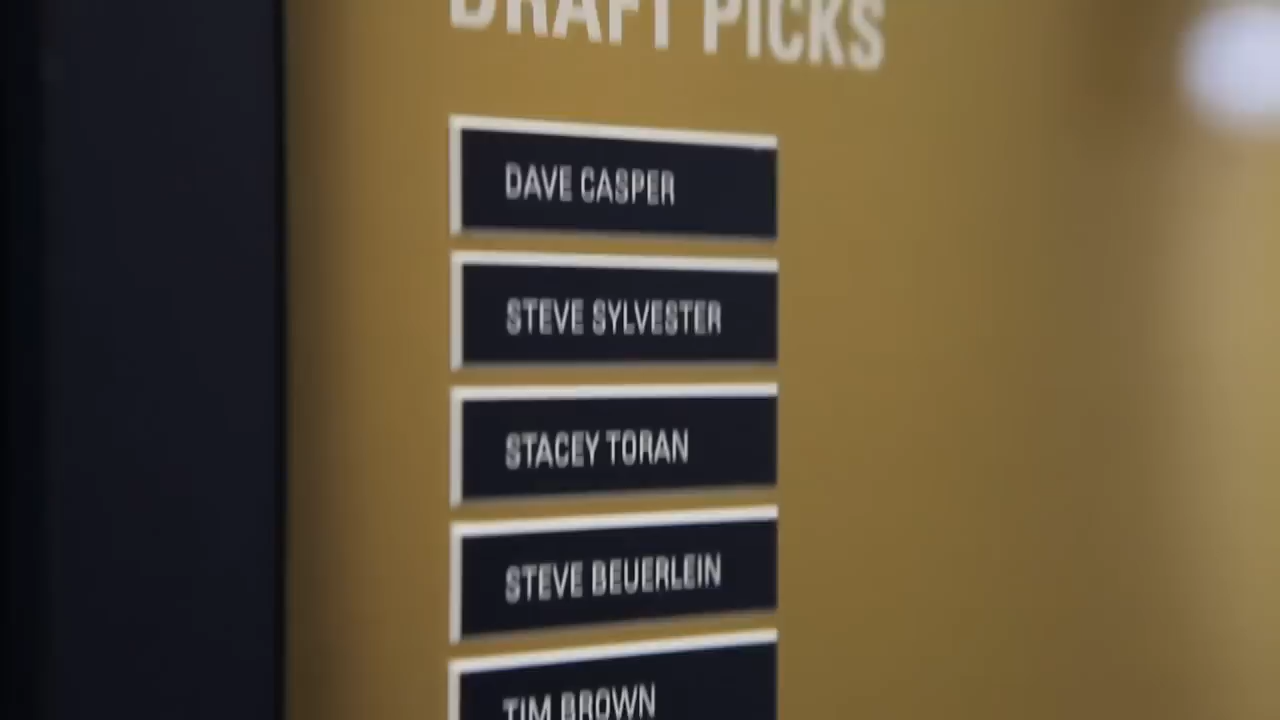 DRAFT PICKS
DAVE CASPER
STEVE SYLVESTER
STACEY TORAN
STEVE BEUERLEIN
TIM BROWN